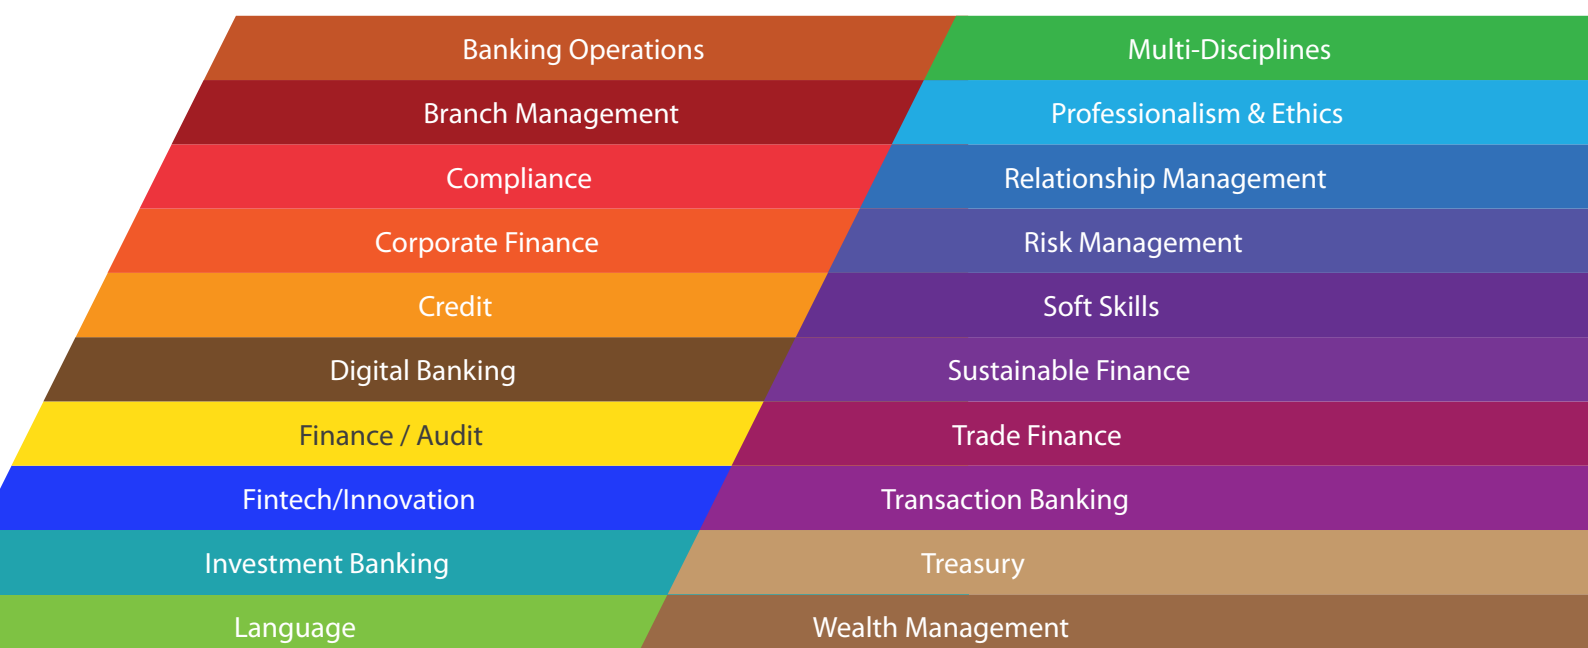 Banking Operations
Branch Management
Compliance
Corporate Finance
Credit
Digital Banking
Finance / Audit
Fintech/Innovation
Investment Banking
Language
Multi-Disciplines
Professionalism & Ethics
Relationship Management
Risk Management
Soft Skills
Sustainable Finance
Trade Finance
Transaction Banking
Treasury
Wealth Management